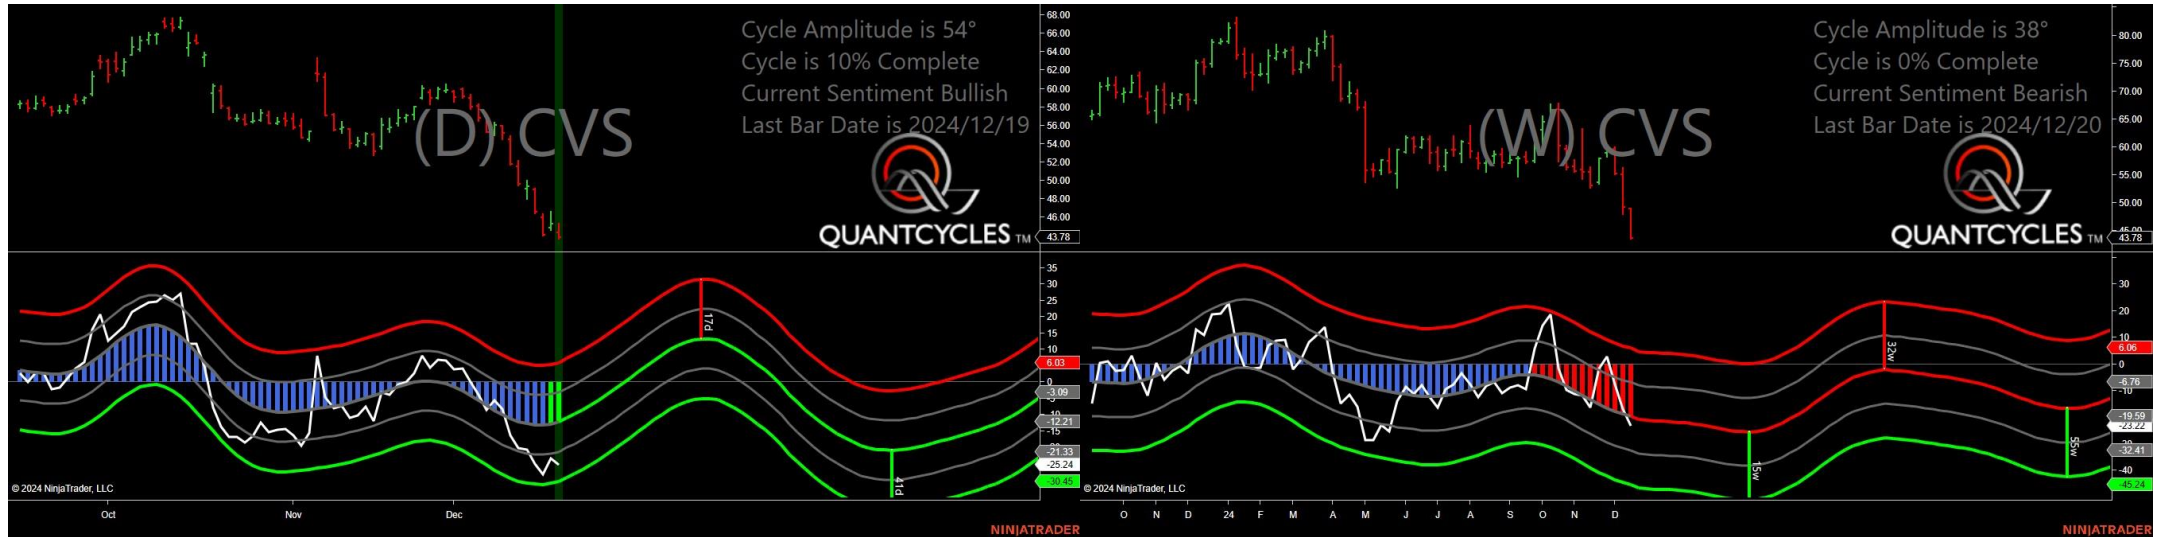 Cycle Amplitude is 54°
Cycle is 10% Complete
Current Sentiment Bullish
Last Bar Date is 2024/12/19
(D) CVS
QUANTCYCLES TM
68.00
66.00
64.00
62.00
60.00
58.00
56.00
54.00
52.00
50.00
48.00
46.00
43.78
35
30
25
20
15
10
6.03
0
-3.09
-12.21
-15
-21.33
-25.24
-30.45
17d
41d
© 2024 NinjaTrader, LLC
Oct Nov Dec
NINJATRADER
Cycle Amplitude is 38°
Cycle is 0% Complete
Current Sentiment Bearish
Last Bar Date is 2024/12/20
(W) CVS
QUANTCYCLES TM
80.00
75.00
70.00
65.00
60.00
55.00
50.00
45.00
43.78
30
20
10
6.06
0
-6.76
-10
-19.59
-23.22
-32.41
-40
-45.24
32w
15w
55w
© 2024 NinjaTrader, LLC
O N D 24 F M A M J J A S O N D
NINJATRADER